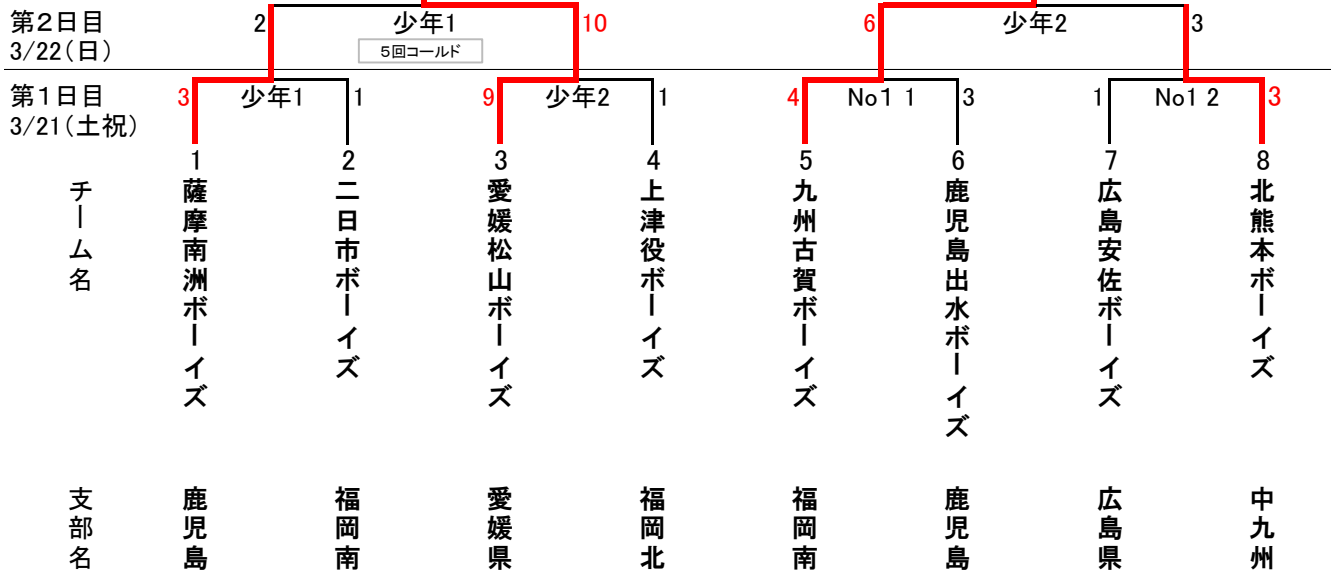 第2日目
3/22(日)
2
少年1
10
5回コールド
6
少年2
3
第1日目
3/21(土祝)
3
少年1
1
9
少年2
1
4
No1 1
3
1
No1 2
3
1
2
3
4
5
6
7
8
チーム名
薩摩南洲ボーイズ
二日市ボーイズ
愛媛松山ボーイズ
上津役ボーイズ
九州古賀ボーイズ
鹿児島出水ボーイズ
広島安佐ボーイズ
北熊本ボーイズ
支部名
鹿児島
福岡南
愛媛県
福岡北
福岡南
鹿児島
広島県
中九州